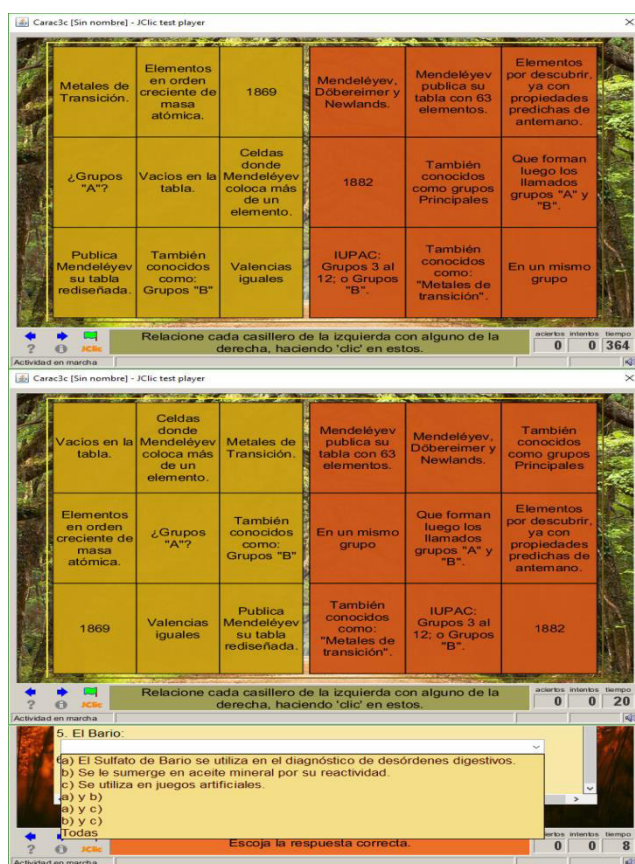 Carac3c [Sin nombre] - JClic test player
Metales de
Transición.
Elementos
en orden
creciente de
masa
atómica.
1869
Mendeléyev,
Döbereimer y
Newlands.
Mendeléyev
publica su
tabla con 63
elementos.
Elementos
por descubrir,
ya con
propiedades
predichas de
antemano.
¿Grupos
"A"?
Vacios en la
tabla.
Celdas
donde
Mendeléyev
coloca más
de un
elemento.
1882
También
conocidos
como grupos
Principales
Que forman
luego los
llamados
grupos "A" y
"B".
Publica
Mendeléyev
su tabla
rediseñada.
También
conocidos
como:
Grupos "B"
Valencias
iguales
IUPAC:
Grupos 3 al
12; o Grupos
"B".
También
conocidos
como:
"Metales de
transición".
En un mismo
grupo
Relacione cada casillero de la izquierda con alguno de la
derecha, haciendo 'clic' en estos.
aciertos intentos tiempo
0 0 364
JClic
Actividad en marcha
Carac3c [Sin nombre] - JClic test player
Vacios en la
tabla.
Celdas
donde
Mendeléyev
coloca más
de un
elemento.
Metales de
Transición.
Mendeléyev
publica su
tabla con 63
elementos.
Mendeléyev,
Döbereimer y
Newlands.
También
conocidos
como grupos
Principales
Elementos
en orden
creciente de
masa
atómica.
¿Grupos
"A"?
También
conocidos
como:
Grupos "B"
En un mismo
grupo
Que forman
luego los
llamados
grupos "A" y
"B".
Elementos
por descubrir,
ya con
propiedades
predichas de
antemano.
1869
Valencias
iguales
Publica
Mendeléyev
su tabla
rediseñada.
También
conocidos
como:
"Metales de
transición".
IUPAC:
Grupos 3 al
12; o Grupos
"B".
1882
Relacione cada casillero de la izquierda con alguno de la
derecha, haciendo 'clic' en estos.
aciertos intentos tiempo
0 0 20
JClic
Actividad en marcha
5. El Bario:
a) El Sulfato de Bario se utiliza en el diagnóstico de desórdenes digestivos.
b) Se le sumerge en aceite mineral por su reactividad.
c) Se utiliza en juegos artificiales.
a) y b)
a) y c)
b) y c)
Todas
Escoja la respuesta correcta.
aciertos intentos tiempo
0 0 8
JClic
Actividad en marcha